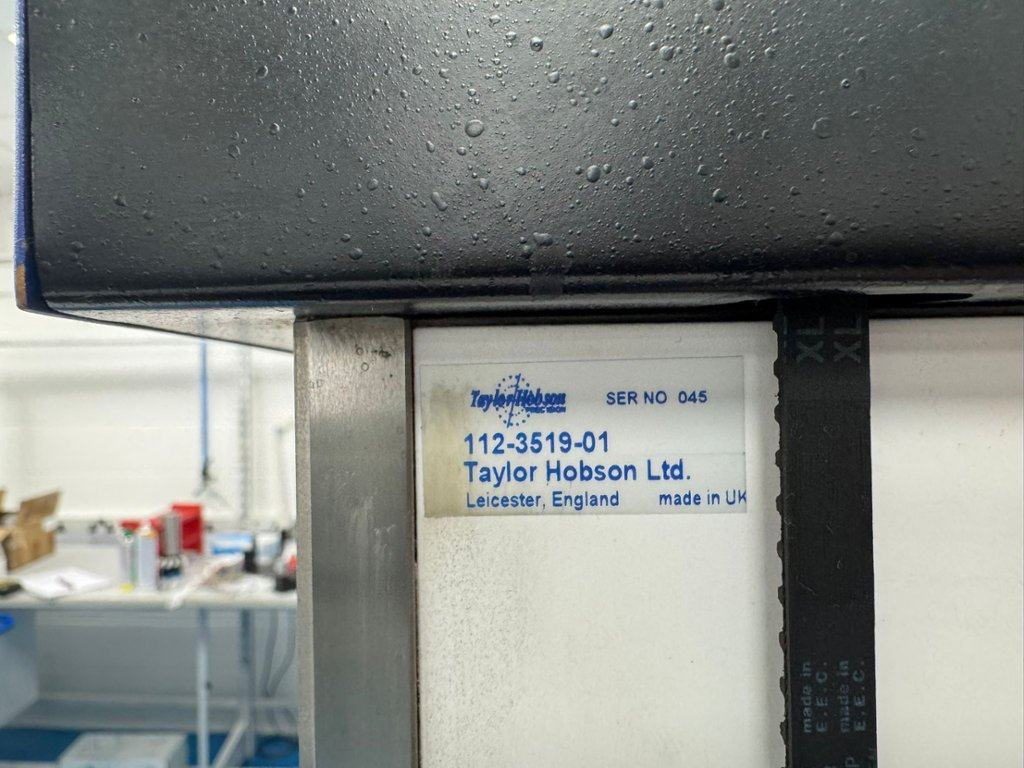 Taylor Hobson
PRECISION
SER NO 045
112-3519-01
Taylor Hobson Ltd.
Leicester, England made in UK
XL
XL
made in
E.E.C.
made in
E.E.C.
P